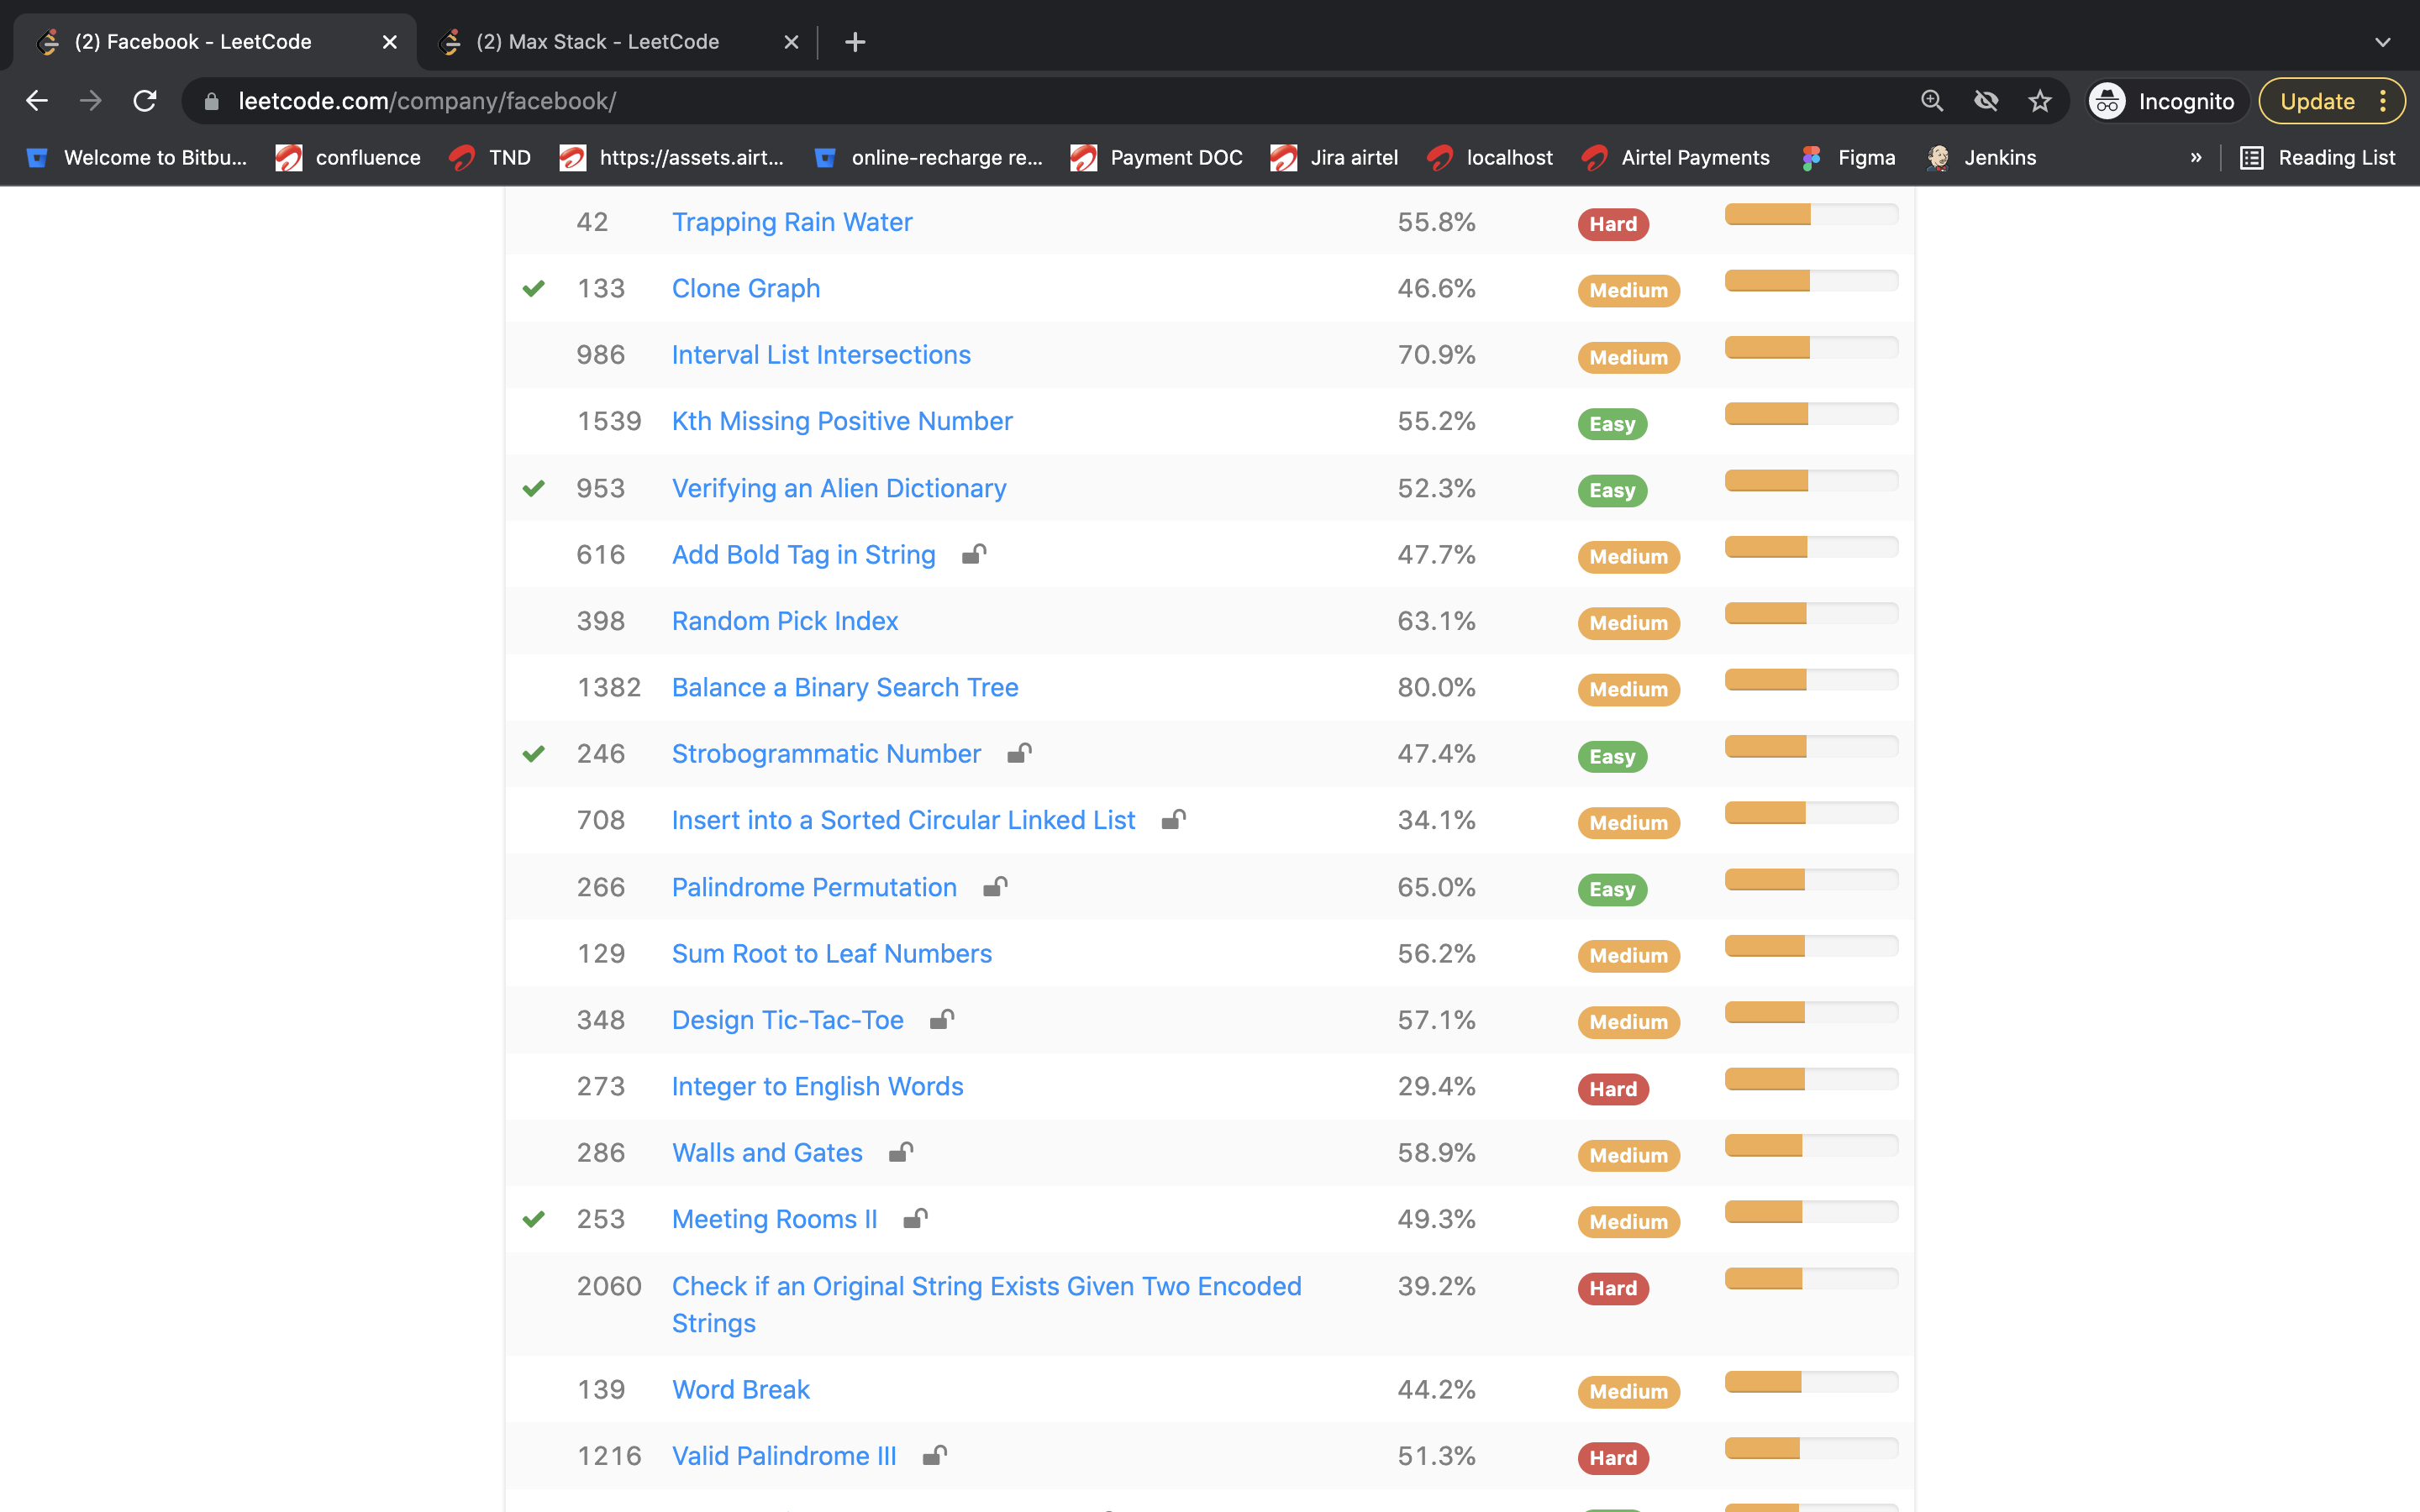 (2) Facebook - LeetCode
(2) Max Stack - LeetCode
leetcode.com/company/facebook/
Incognito
Update
Welcome to Bitbu...
confluence
TND
https://assets.airt...
online-recharge re...
Payment DOC
Jira airtel
localhost
Airtel Payments
Figma
Jenkins
»
Reading List
42 Trapping Rain Water 55.8% Hard
133 Clone Graph 46.6% Medium
986 Interval List Intersections 70.9% Medium
1539 Kth Missing Positive Number 55.2% Easy
953 Verifying an Alien Dictionary 52.3% Easy
616 Add Bold Tag in String 47.7% Medium
398 Random Pick Index 63.1% Medium
1382 Balance a Binary Search Tree 80.0% Medium
246 Strobogrammatic Number 47.4% Easy
708 Insert into a Sorted Circular Linked List 34.1% Medium
266 Palindrome Permutation 65.0% Easy
129 Sum Root to Leaf Numbers 56.2% Medium
348 Design Tic-Tac-Toe 57.1% Medium
273 Integer to English Words 29.4% Hard
286 Walls and Gates 58.9% Medium
253 Meeting Rooms II 49.3% Medium
2060 Check if an Original String Exists Given Two Encoded 39.2% Hard
Strings
139 Word Break 44.2% Medium
1216 Valid Palindrome III 51.3% Hard